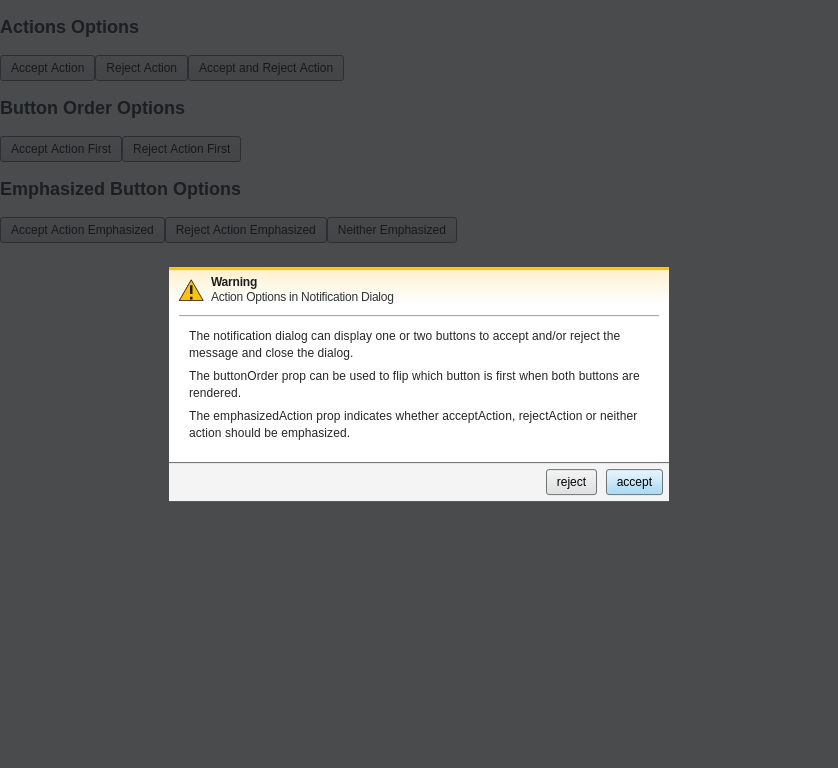 Actions Options
Accept Action Reject Action Accept and Reject Action
Button Order Options
Accept Action First Reject Action First
Emphasized Button Options
Accept Action Emphasized Reject Action Emphasized Neither Emphasized
Warning
Action Options in Notification Dialog
The notification dialog can display one or two buttons to accept and/or reject the
message and close the dialog.
The buttonOrder prop can be used to flip which button is first when both buttons are
rendered.
The emphasizedAction prop indicates whether acceptAction, rejectAction or neither
action should be emphasized.
reject accept